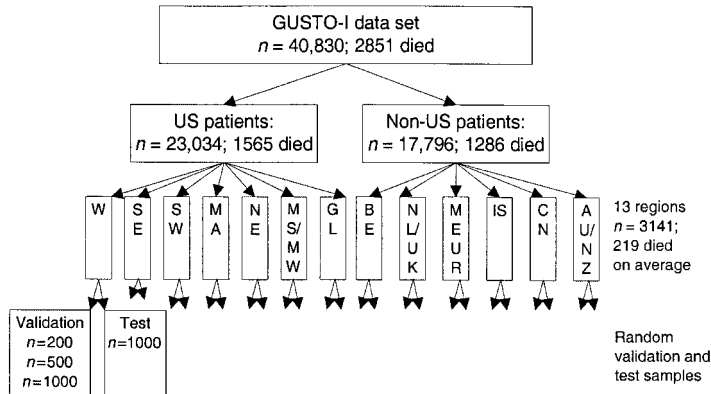 GUSTO-I data set
n = 40,830; 2851 died
US patients:
n = 23,034; 1565 died
Non-US patients:
n = 17,796; 1286 died
W
S
E
S
W
M
A
N
E
M
S/
M
W
G
L
B
E
N
L/
U
K
M
E
U
R
IS
C
N
A
U/
N
Z
13 regions
n = 3141;
219 died
on average
Validation
n=200
n=500
n=1000
Test
n=1000
Random
validation and
test samples